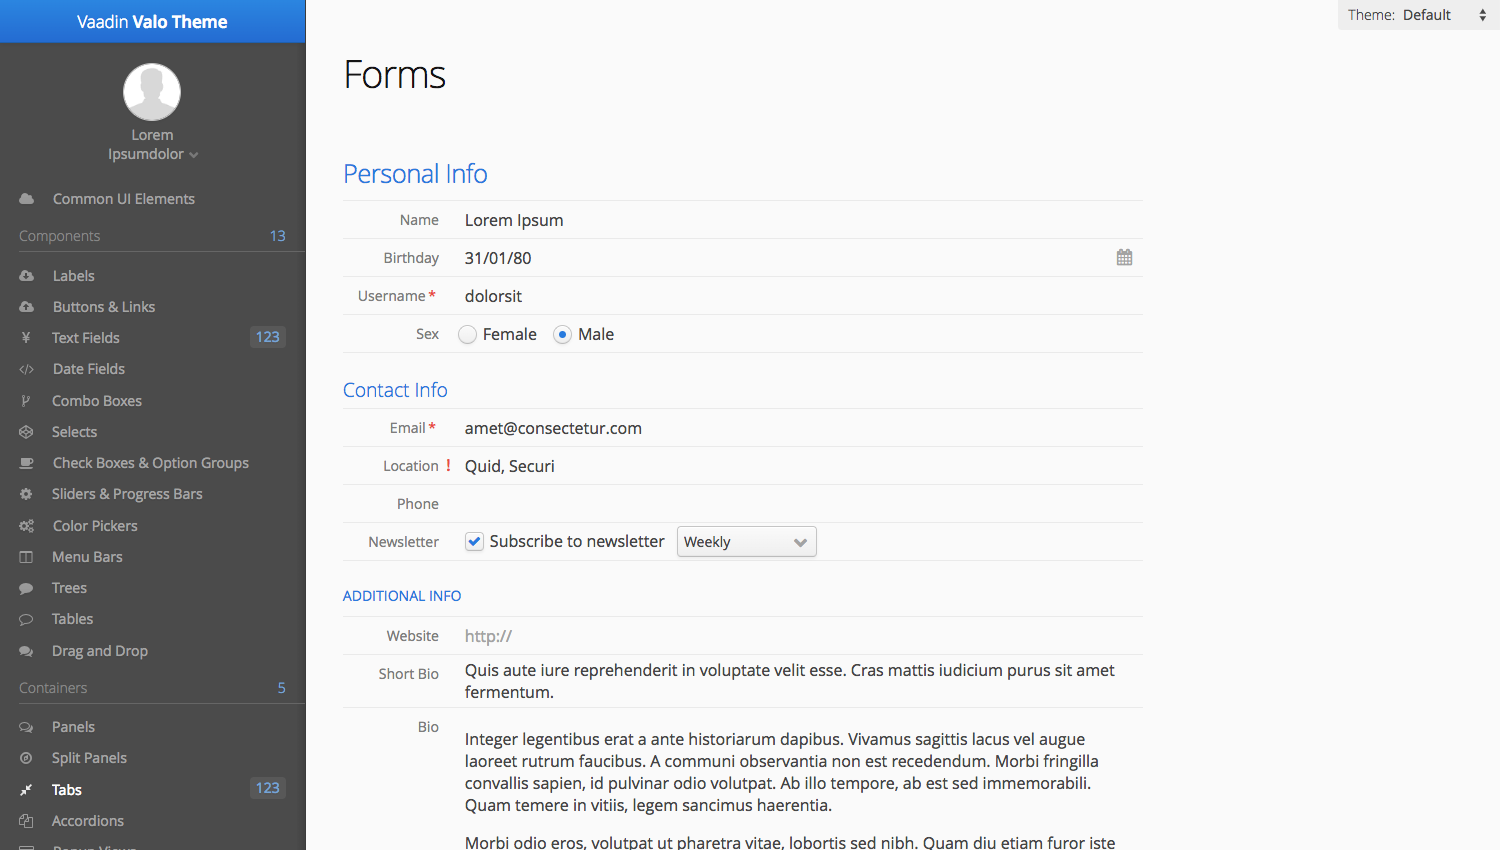 Vaadin Valo Theme
Lorem
Ipsumdolor
Common UI Elements
Components 13
Labels
Buttons & Links
Text Fields 123
Date Fields
Combo Boxes
Selects
Check Boxes & Option Groups
Sliders & Progress Bars
Color Pickers
Menu Bars
Trees
Tables
Drag and Drop
Containers 5
Panels
Split Panels
Tabs 123
Accordions
Popup Views
Theme: Default
Forms
Personal Info
Name Lorem Ipsum
Birthday 31/01/80
Username * dolorsit
Sex Female Male
Contact Info
Email * amet@consectetur.com
Location ! Quid, Securi
Phone
Newsletter Subscribe to newsletter Weekly
ADDITIONAL INFO
Website http://
Short Bio Quis aute iure reprehenderit in voluptate velit esse. Cras mattis iudicium purus sit amet
fermentum.
Bio
Integer legentibus erat a ante historiarum dapibus. Vivamus sagittis lacus vel augue
laoreet rutrum faucibus. A communi observantia non est recedendum. Morbi fringilla
convallis sapien, id pulvinar odio volutpat. Ab illo tempore, ab est sed immemorabili.
Quam temere in vitiis, legem sancimus haerentia.
Morbi odio eros, volutpat ut pharetra vitae, lobortis sed nibh. Quam diu etiam furor iste